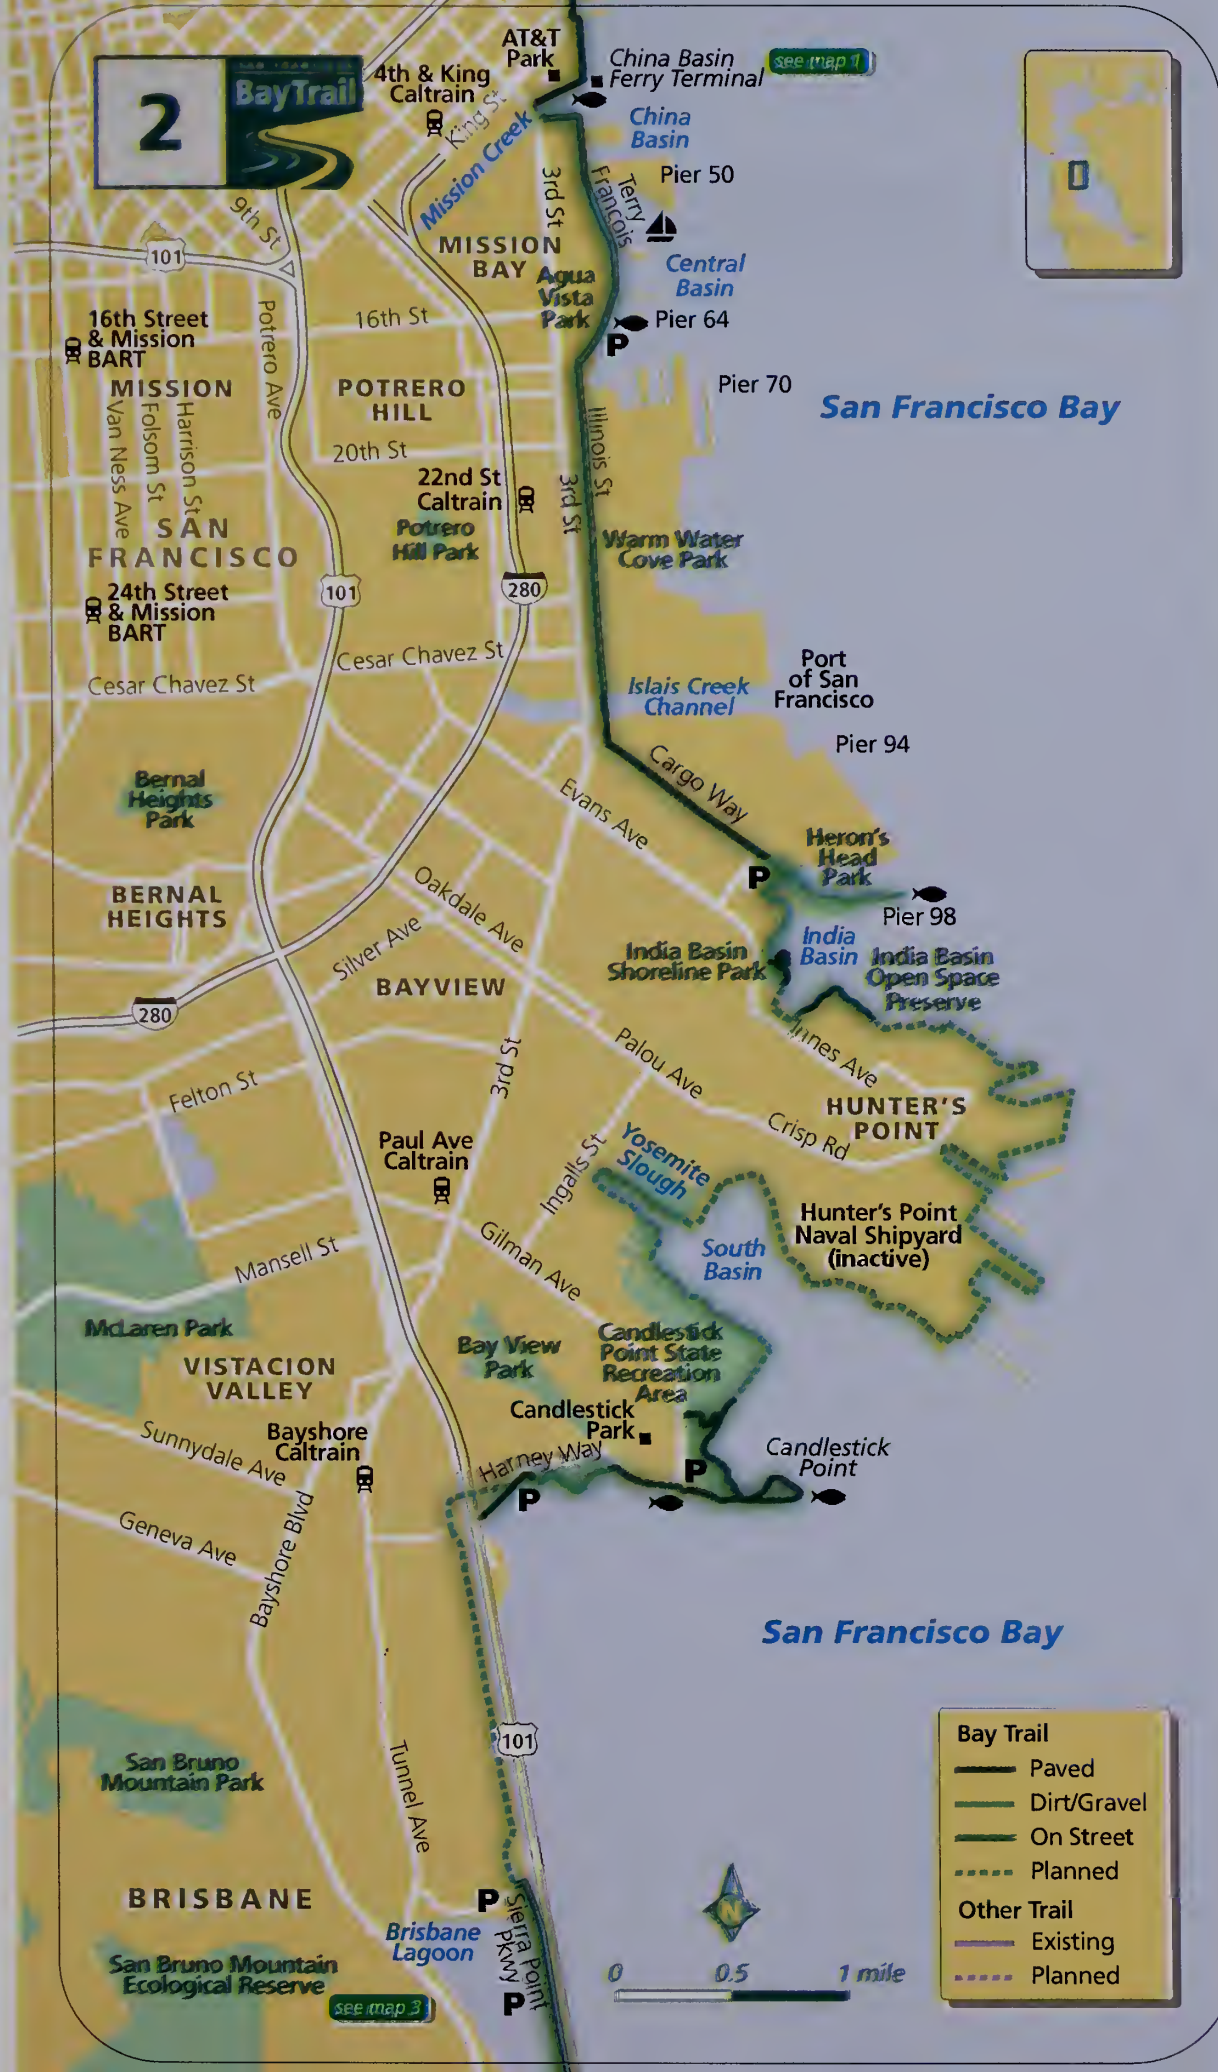 2
BayTrail
AT&T
Park
China Basin
Ferry Terminal
see map 1
4th & King
Caltrain
King St
Mission Creek
China
Basin
Pier 50
3rd St
Terry
Francois
9th St
101
MISSION
BAY
Central
Basin
Agua
Vista
Park
Pier 64
P
16th Street
& Mission
BART
Potrero Ave
16th St
Pier 70
MISSION
POTRERO
HILL
San Francisco Bay
Van Ness Ave
Folsom St
Harrison St
20th St
Illinois St
3rd St
22nd St
Caltrain
SAN
FRANCISCO
Potrero
Hill Park
Warm Water
Cove Park
24th Street
& Mission
BART
101
280
Cesar Chavez St
Cesar Chavez St
Port
of San
Francisco
Islais Creek
Channel
Pier 94
Cargo Way
Bernal
Heights
Park
Evans Ave
Heron's
Head
Park
P
Pier 98
BERNAL
HEIGHTS
Oakdale Ave
Silver Ave
India
Basin
India Basin
Shoreline Park
India Basin
Open Space
Preserve
BAYVIEW
280
Innes Ave
Palou Ave
3rd St
Felton St
HUNTER'S
POINT
Crisp Rd
Paul Ave
Caltrain
Ingalls St
Yosemite
Slough
Hunter's Point
Naval Shipyard
(inactive)
Gilman Ave
South
Basin
Mansell St
McLaren Park
Bay View
Park
Candlestick
Point State
Recreation
Area
VISTACION
VALLEY
Candlestick
Park
Sunnydale Ave
Bayshore
Caltrain
Harney Way
P
P
Candlestick
Point
Geneva Ave
Bayshore Blvd
San Francisco Bay
101
Tunnel Ave
San Bruno
Mountain Park
Bay Trail
Paved
Dirt/Gravel
On Street
Planned
Other Trail
Existing
Planned
BRISBANE
P
Sierra Point
Pkwy
Brisbane
Lagoon
N
San Bruno Mountain
Ecological Reserve
see map 3
P
0 0.5 1 mile